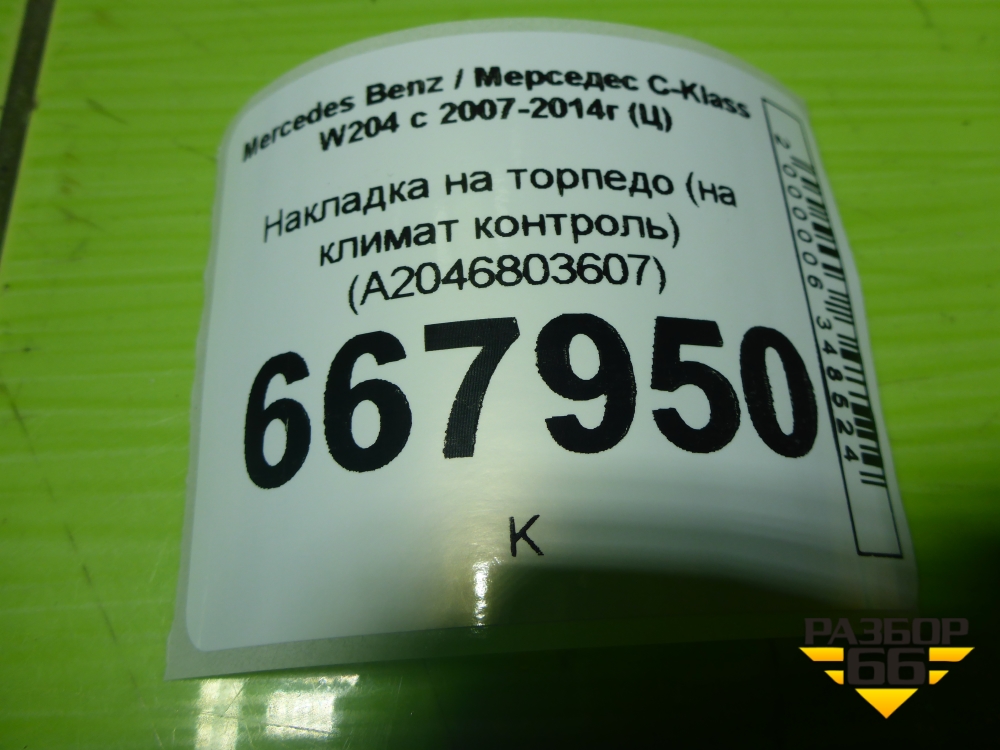 Mercedes Benz / Мерседес C-Klass
W204 с 2007-2014г (Ц)
Накладка на торпедо (на
климат контроль)
(A2046803607)
667950
К
2000006348624
РАЗБОР
66